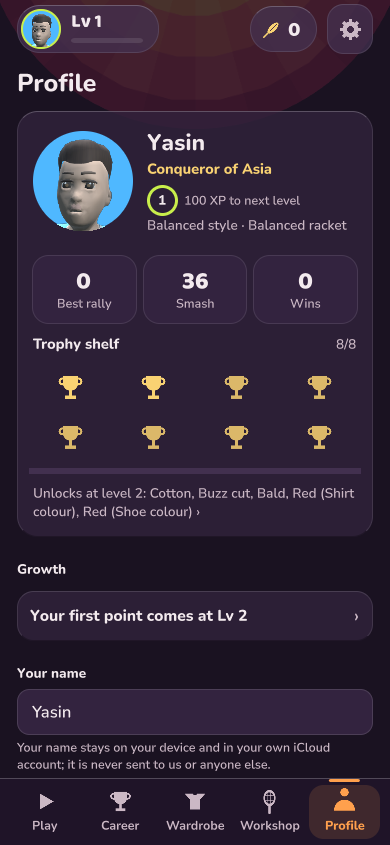 Lv 1
0
Profile
Yasin
Conqueror of Asia
1 100 XP to next level
Balanced style · Balanced racket
0 36 0
Best rally Smash Wins
Trophy shelf 8/8
Unlocks at level 2: Cotton, Buzz cut, Bald, Red (Shirt
colour), Red (Shoe colour) ›
Growth
Your first point comes at Lv 2 ›
Your name
Yasin
Your name stays on your device and in your own iCloud
account; it is never sent to us or anyone else.
Play Career Wardrobe Workshop Profile